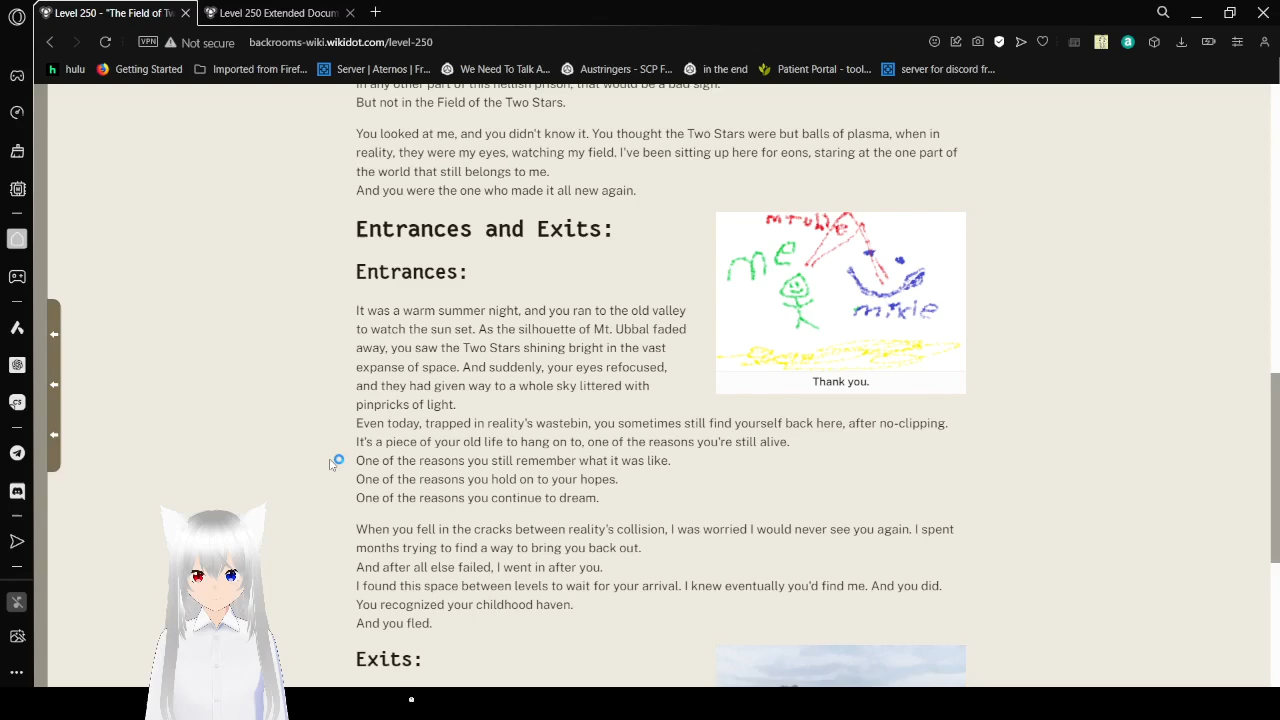 Level 250 - "The Field of Tw
Level 250 Extended Docum
VPN
Not secure
backrooms-wiki.wikidot.com/level-250
hulu
Getting Started
Imported from Firef...
Server | Aternos | Fr...
We Need To Talk A...
Austringers - SCP F...
in the end
Patient Portal - tool...
server for discord fr...
In any other part of this hellish prison, that would be a bad sign.
But not in the Field of the Two Stars.
You looked at me, and you didn't know it. You thought the Two Stars were but balls of plasma, when in
reality, they were my eyes, watching my field. I've been sitting up here for eons, staring at the one part of
the world that still belongs to me.
And you were the one who made it all new again.
Entrances and Exits:
Entrances:
It was a warm summer night, and you ran to the old valley
to watch the sun set. As the silhouette of Mt. Ubbal faded
away, you saw the Two Stars shining bright in the vast
expanse of space. And suddenly, your eyes refocused,
and they had given way to a whole sky littered with
pinpricks of light.
me
Thank you.
Even today, trapped in reality's wastebin, you sometimes still find yourself back here, after no-clipping.
It's a piece of your old life to hang on to, one of the reasons you're still alive.
One of the reasons you still remember what it was like.
One of the reasons you hold on to your hopes.
One of the reasons you continue to dream.
When you fell in the cracks between reality's collision, I was worried I would never see you again. I spent
months trying to find a way to bring you back out.
And after all else failed, I went in after you.
I found this space between levels to wait for your arrival. I knew eventually you'd find me. And you did.
You recognized your childhood haven.
And you fled.
Exits: